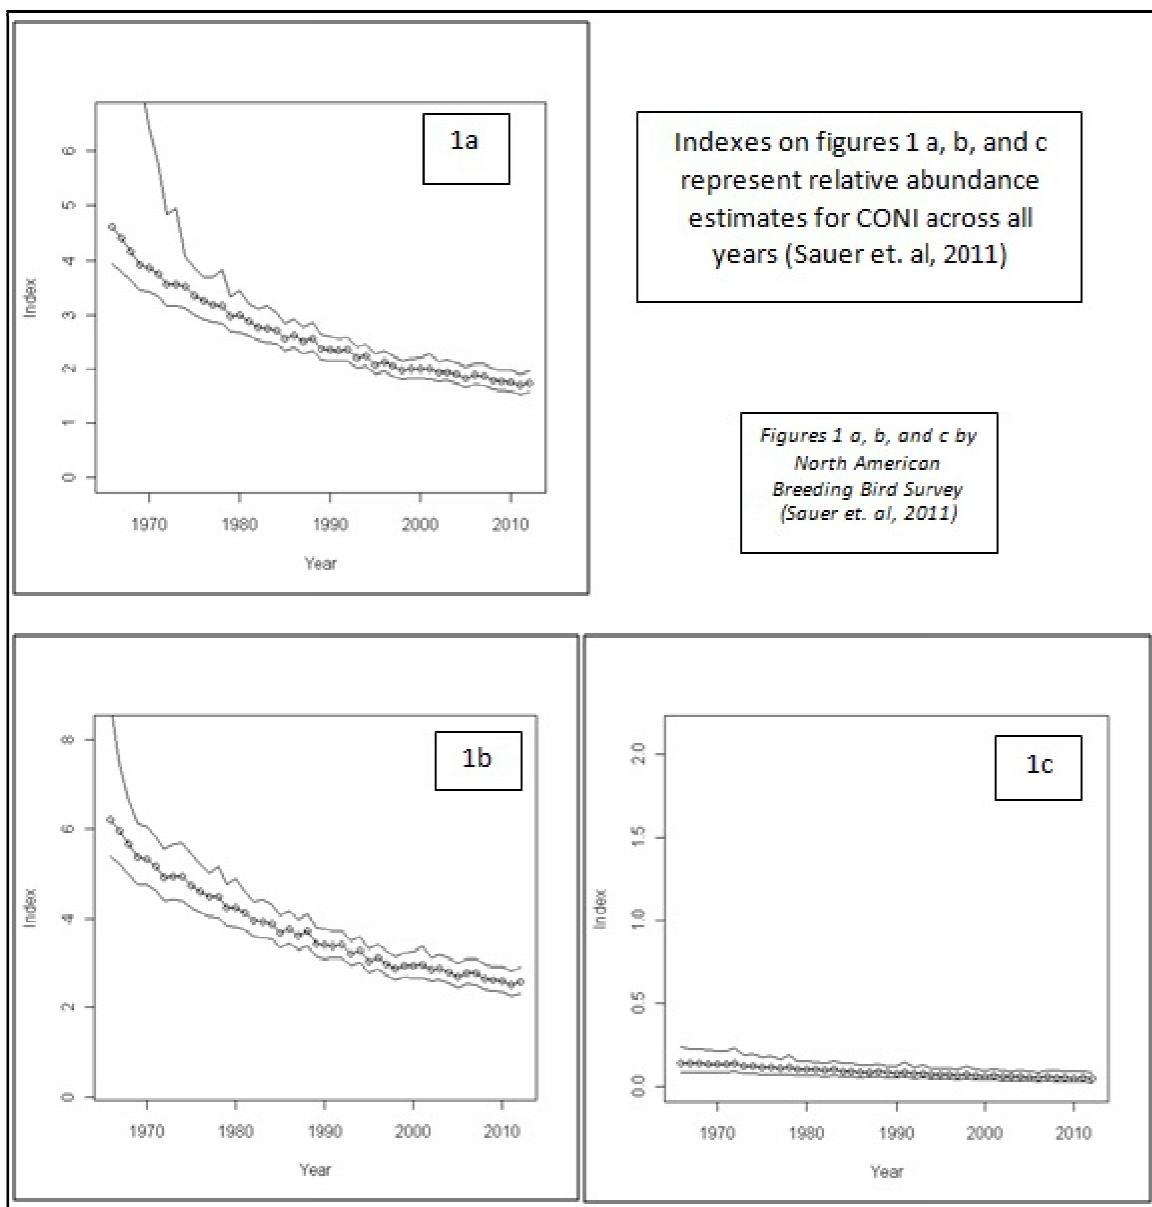 1a
Index
6
5
4
3
2
1
0
1970 1980 1990 2000 2010
Year
Indexes on figures 1 a, b, and c
represent relative abundance
estimates for CONI across all
years (Sauer et. al, 2011)
Figures 1 a, b, and c by
North American
Breeding Bird Survey
(Sauer et. al, 2011)
1b
Index
8
6
4
2
0
1970 1980 1990 2000 2010
Year
1c
Index
2.0
1.5
1.0
0.5
0.0
1970 1980 1990 2000 2010
Year